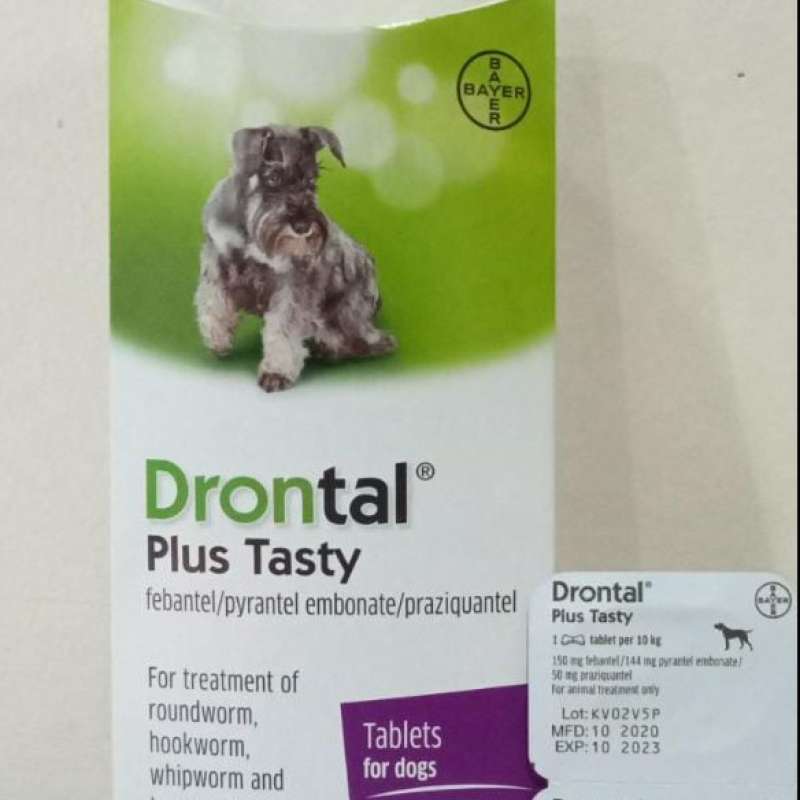 BAYER
BAYER
Drontal®
Plus Tasty
febantel/pyrantel embonate/praziquantel
For treatment of
roundworm,
hookworm,
whipworm and
Tablets
for dogs
Drontal®
Plus Tasty
BAYER
BAYER
1 tablet per 10 kg
150 mg febantel/144 mg pyrantel embonate/
50 mg praziquantel
For animal treatment only
Lot: KV02V5P
MFD: 10 2020
EXP: 10 2023